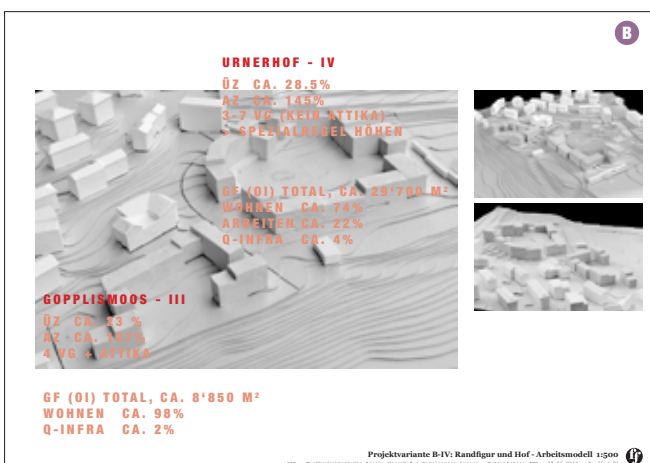 B
URNERHOF - IV
ÜZ CA. 28.5%
AZ CA. 145%
3-7 VG (KEIN ATTIKA)
> SPEZIALREGEL HÖHEN
GF (OI) TOTAL, CA. 29'700 M²
WOHNEN CA. 74%
ARBEITEN CA. 22%
Q-INFRA CA. 4%
GOPPLISMOOS - III
ÜZ CA. 33 %
AZ CA.
4 VG + ATTIKA
GF (OI) TOTAL, CA. 8'850 M²
WOHNEN CA. 98%
Q-INFRA CA. 2%
Projektvariante B-IV: Randfigur und Hof - Arbeitsmodell 1:500